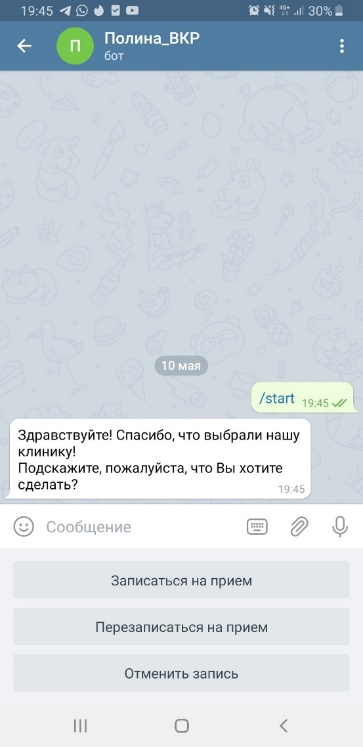 19:45
4G+
30%
П
Полина_ВКР
бот
10 мая
/start 19:45
Здравствуйте! Спасибо, что выбрали нашу
клинику!
Подскажите, пожалуйста, что Вы хотите
сделать?
19:45
Сообщение
Записаться на прием
Перезаписаться на прием
Отменить запись